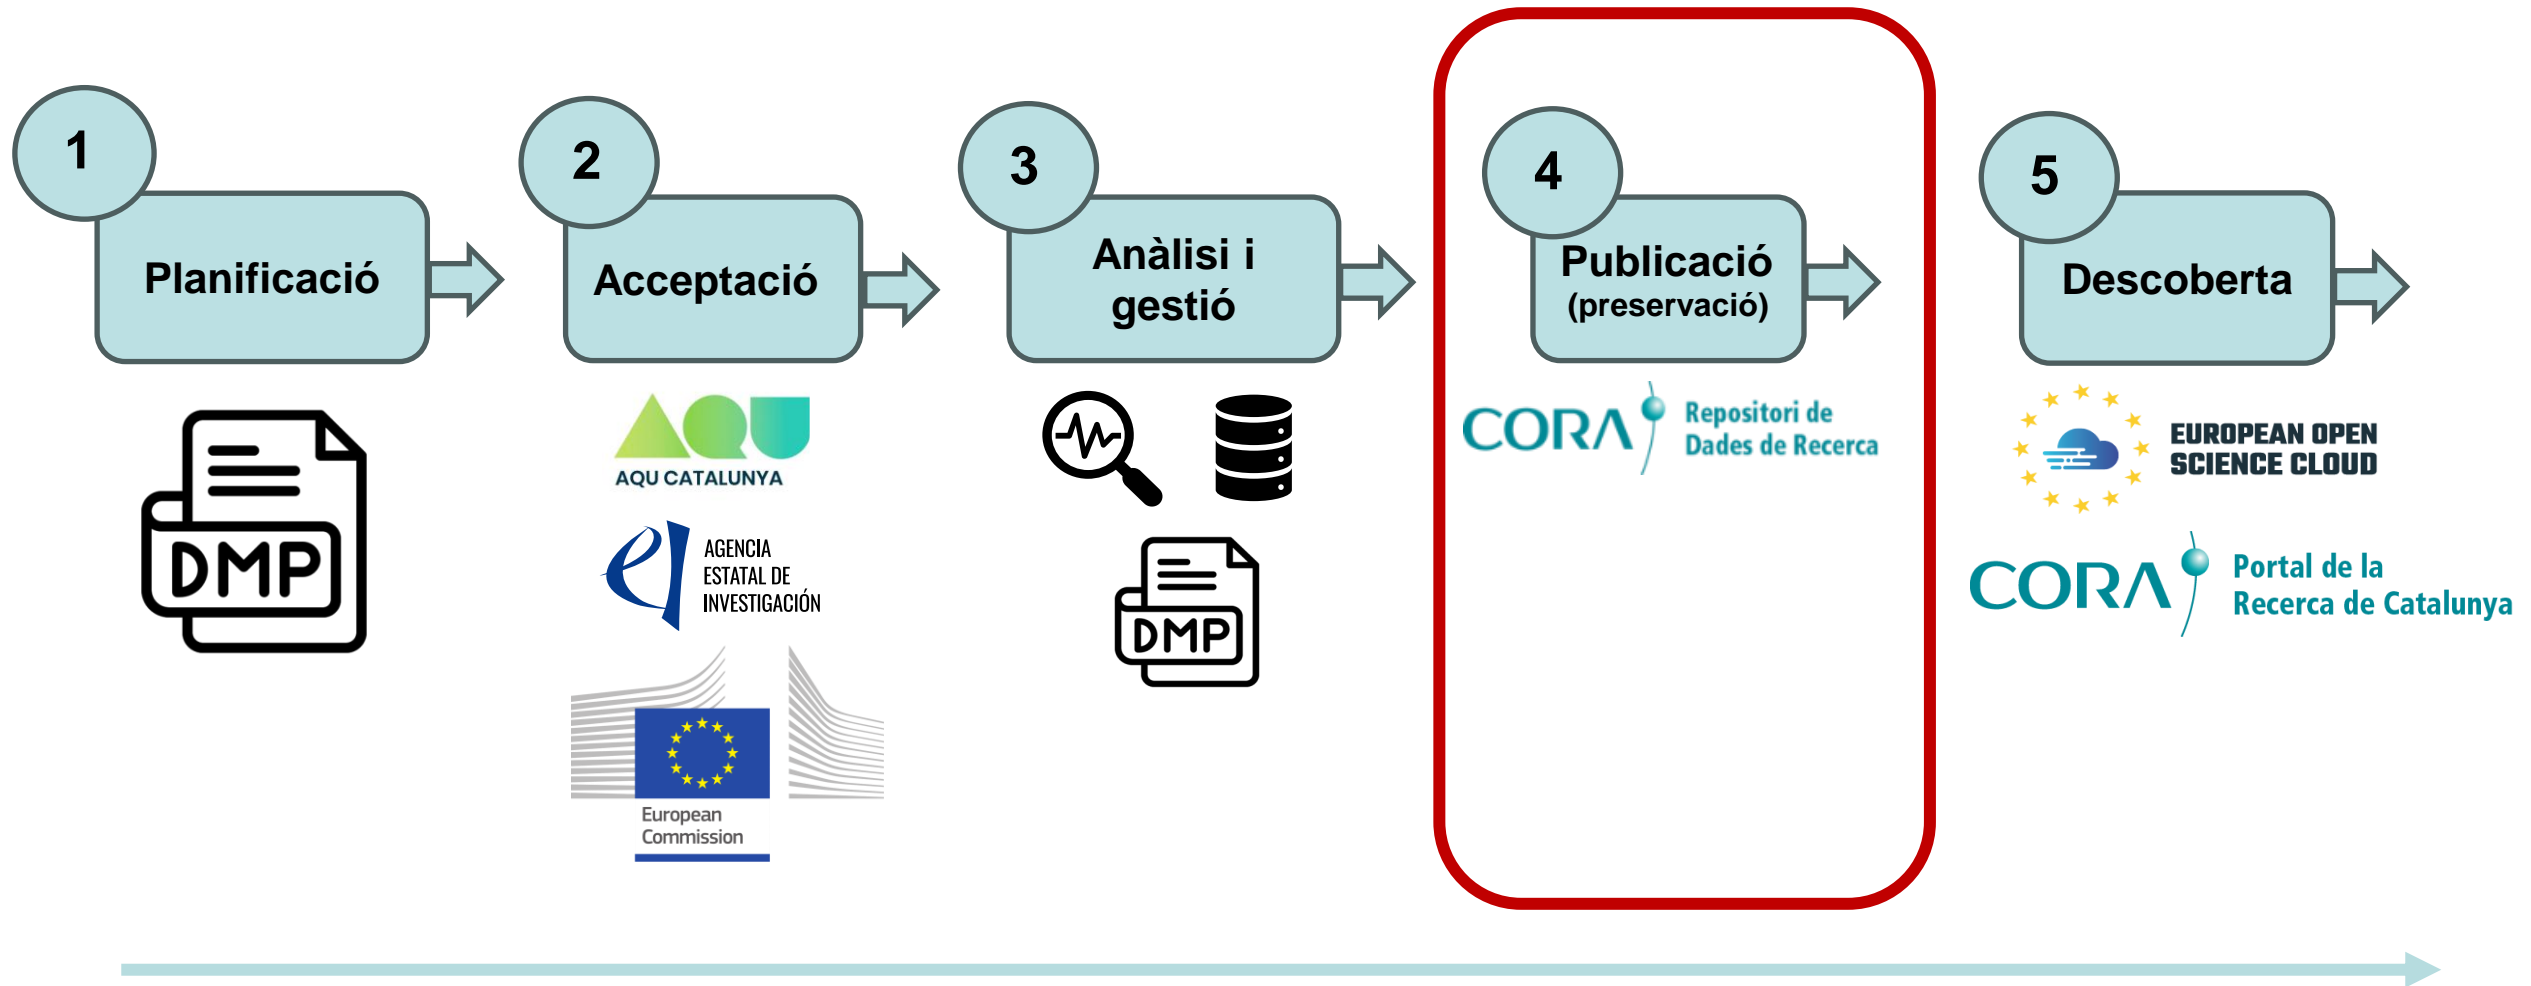 1
Planificació
DMP
2
Acceptació
AQU
AQU CATALUNYA
AGENCIA
ESTATAL DE
INVESTIGACIÓN
European
Commission
3
Anàlisi i
gestió
DMP
4
Publicació
(preservació)
CORA
Repositori de
Dades de Recerca
5
Descoberta
EUROPEAN OPEN
SCIENCE CLOUD
CORA
Portal de la
Recerca de Catalunya